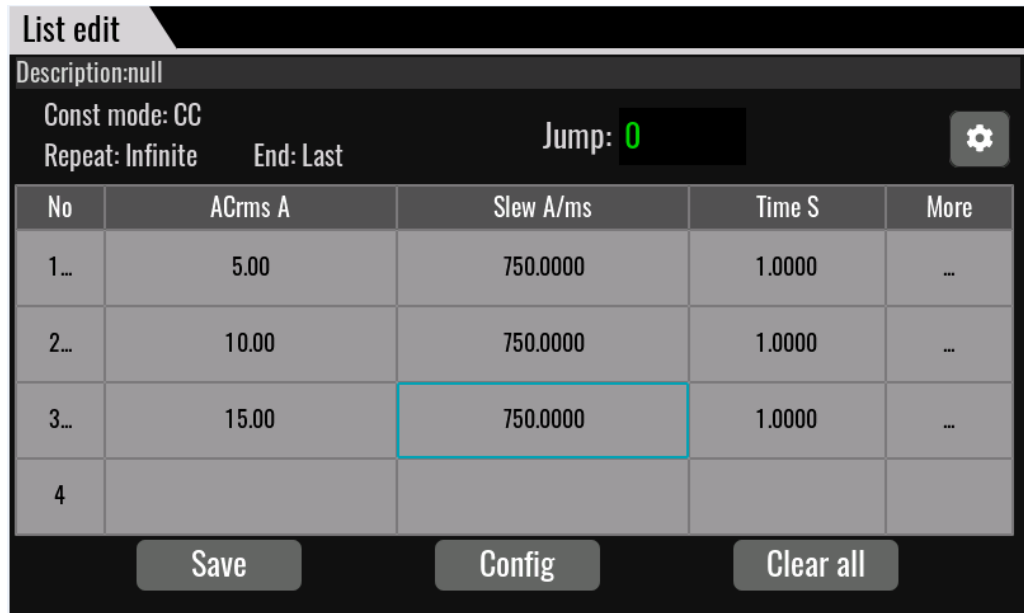 List edit
Description:null
Const mode: CC
Repeat: Infinite End: Last
Jump: 0
No ACrms A Slew A/ms Time S More
1... 5.00 750.0000 1.0000 ...
2... 10.00 750.0000 1.0000 ...
3... 15.00 750.0000 1.0000 ...
4
Save Config Clear all